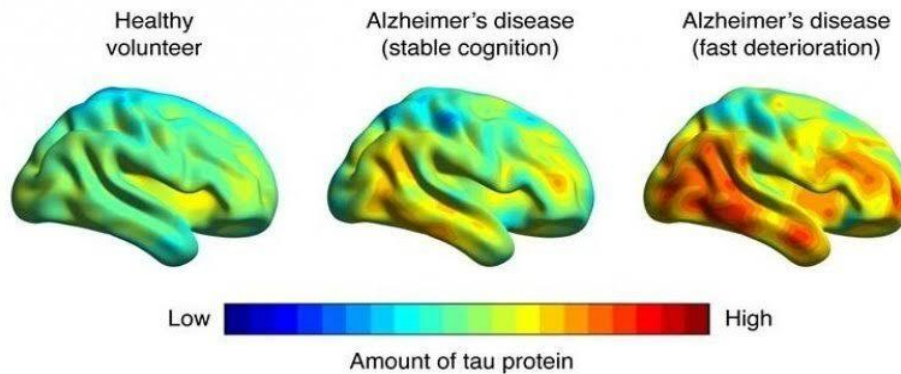 Healthy
volunteer
Alzheimer's disease
(stable cognition)
Alzheimer's disease
(fast deterioration)
Low
High
Amount of tau protein